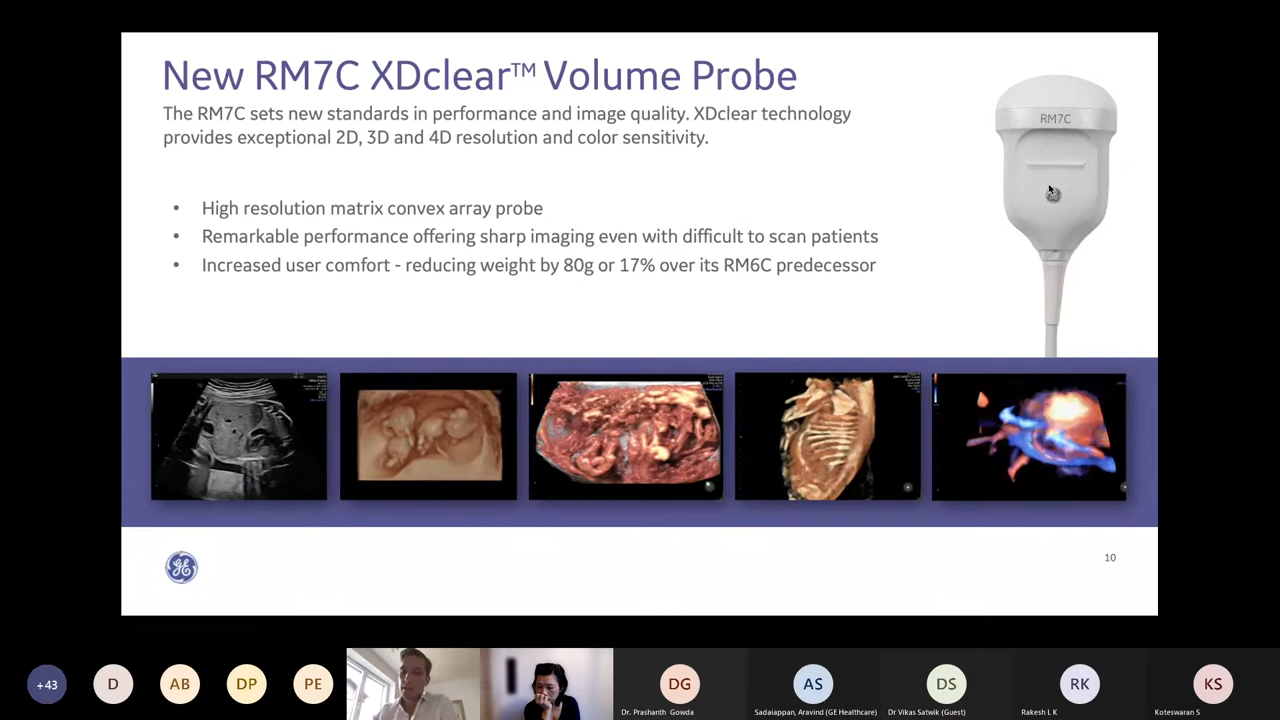 New RM7C XDclear™ Volume Probe
The RM7C sets new standards in performance and image quality. XDclear technology
provides exceptional 2D, 3D and 4D resolution and color sensitivity.
RM7C
• High resolution matrix convex array probe
• Remarkable performance offering sharp imaging even with difficult to scan patients
• Increased user comfort - reducing weight by 80g or 17% over its RM6C predecessor
GE
10
+43
D
AB
DP
PE
DG
AS
DS
RK
KS
Dr. Prashanth Gowda
Sadaiappan, Aravind (GE Healthcare)
Dr Vikas Satwik (Guest)
Rakesh I. K
Koteswaran S